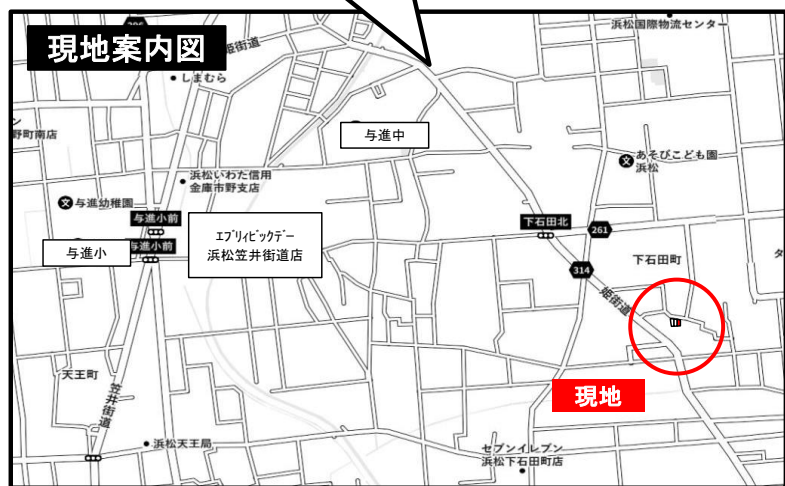 現地案内図
姫街道
浜松国際物流センター
しまむら
野町南店
与進中
あそびこども園
浜松
浜松いわた信用
金庫市野支店
与進幼稚園
与進小前
エブリィビックデー
浜松笠井街道店
下石田北
261
与進小
与進小前
下石田町
314
姫街道
天王町
笠井街道
現地
浜松天王局
セブンイレブン
浜松下石田町店